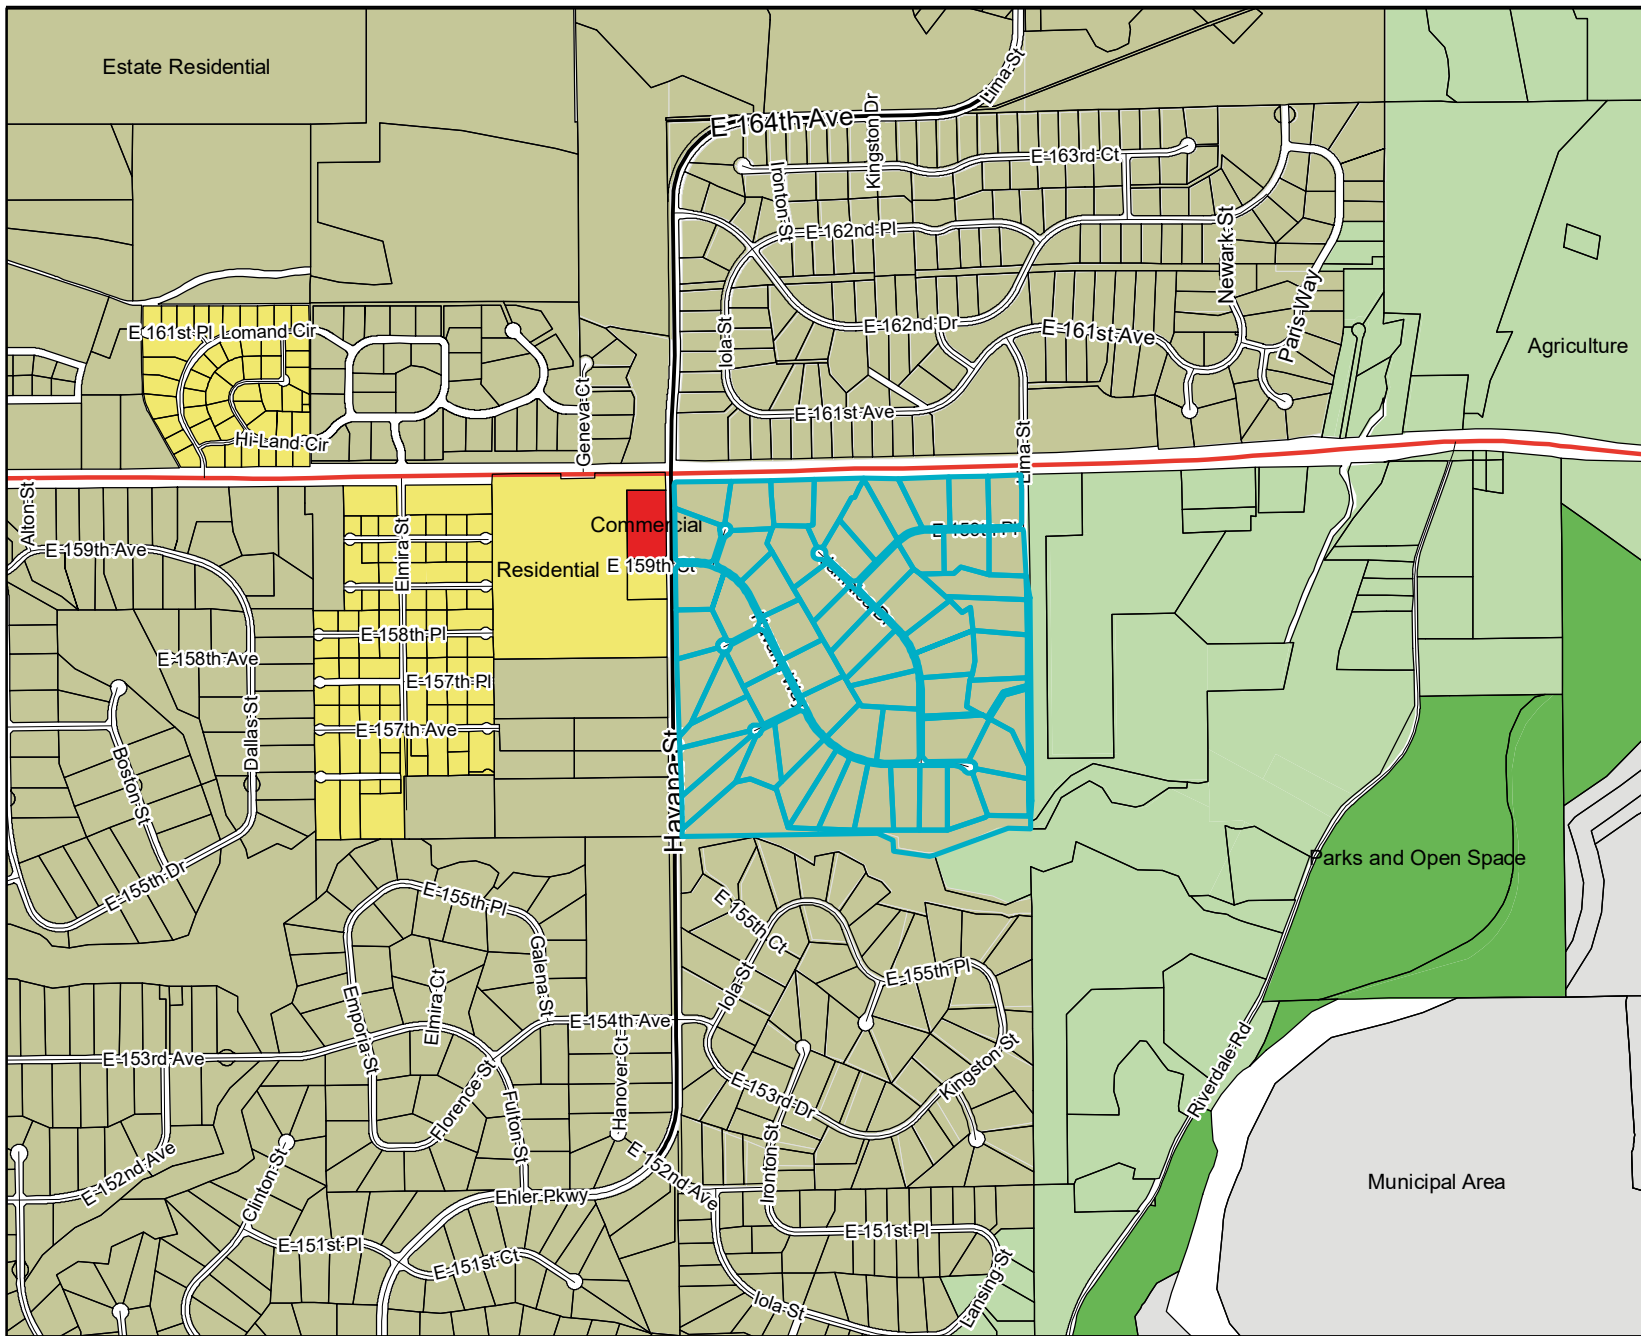 Estate Residential
Lima St
E 164th Ave
Kingston Dr
E 163rd Ct
Ironton St
E 162nd Pl
Newark St
Paris Way
E 161st Pl
Lomand Cir
Iola St
E 162nd Dr
E 161st Ave
Agriculture
Geneva Ct
E 161st Ave
Hi Land Cir
Lima St
Alton St
Commercial
E 159th Pl
Elmira St
E 159th Ave
Residential
E 159th Ct
E 158th Pl
E 158th Ave
Havana Way
E 157th Pl
Dallas St
E 157th Ave
Boston St
Havana St
Parks and Open Space
E 155th Dr
E 155th Pl
E 155th Ct
Galena St
Iola St
E 155th Pl
Elmira Ct
Emporia St
E 154th Ave
E 153rd Ave
Hanover Ct
Kingston St
Riverdale Rd
Florence St
E 153rd Dr
Fulton St
Ironton St
E 152nd Ave
E 152nd Ave
Clinton St
Ehler Pkwy
Municipal Area
E 151st Pl
E 151st Pl
E 151st Ct
Lansing St
Iola St